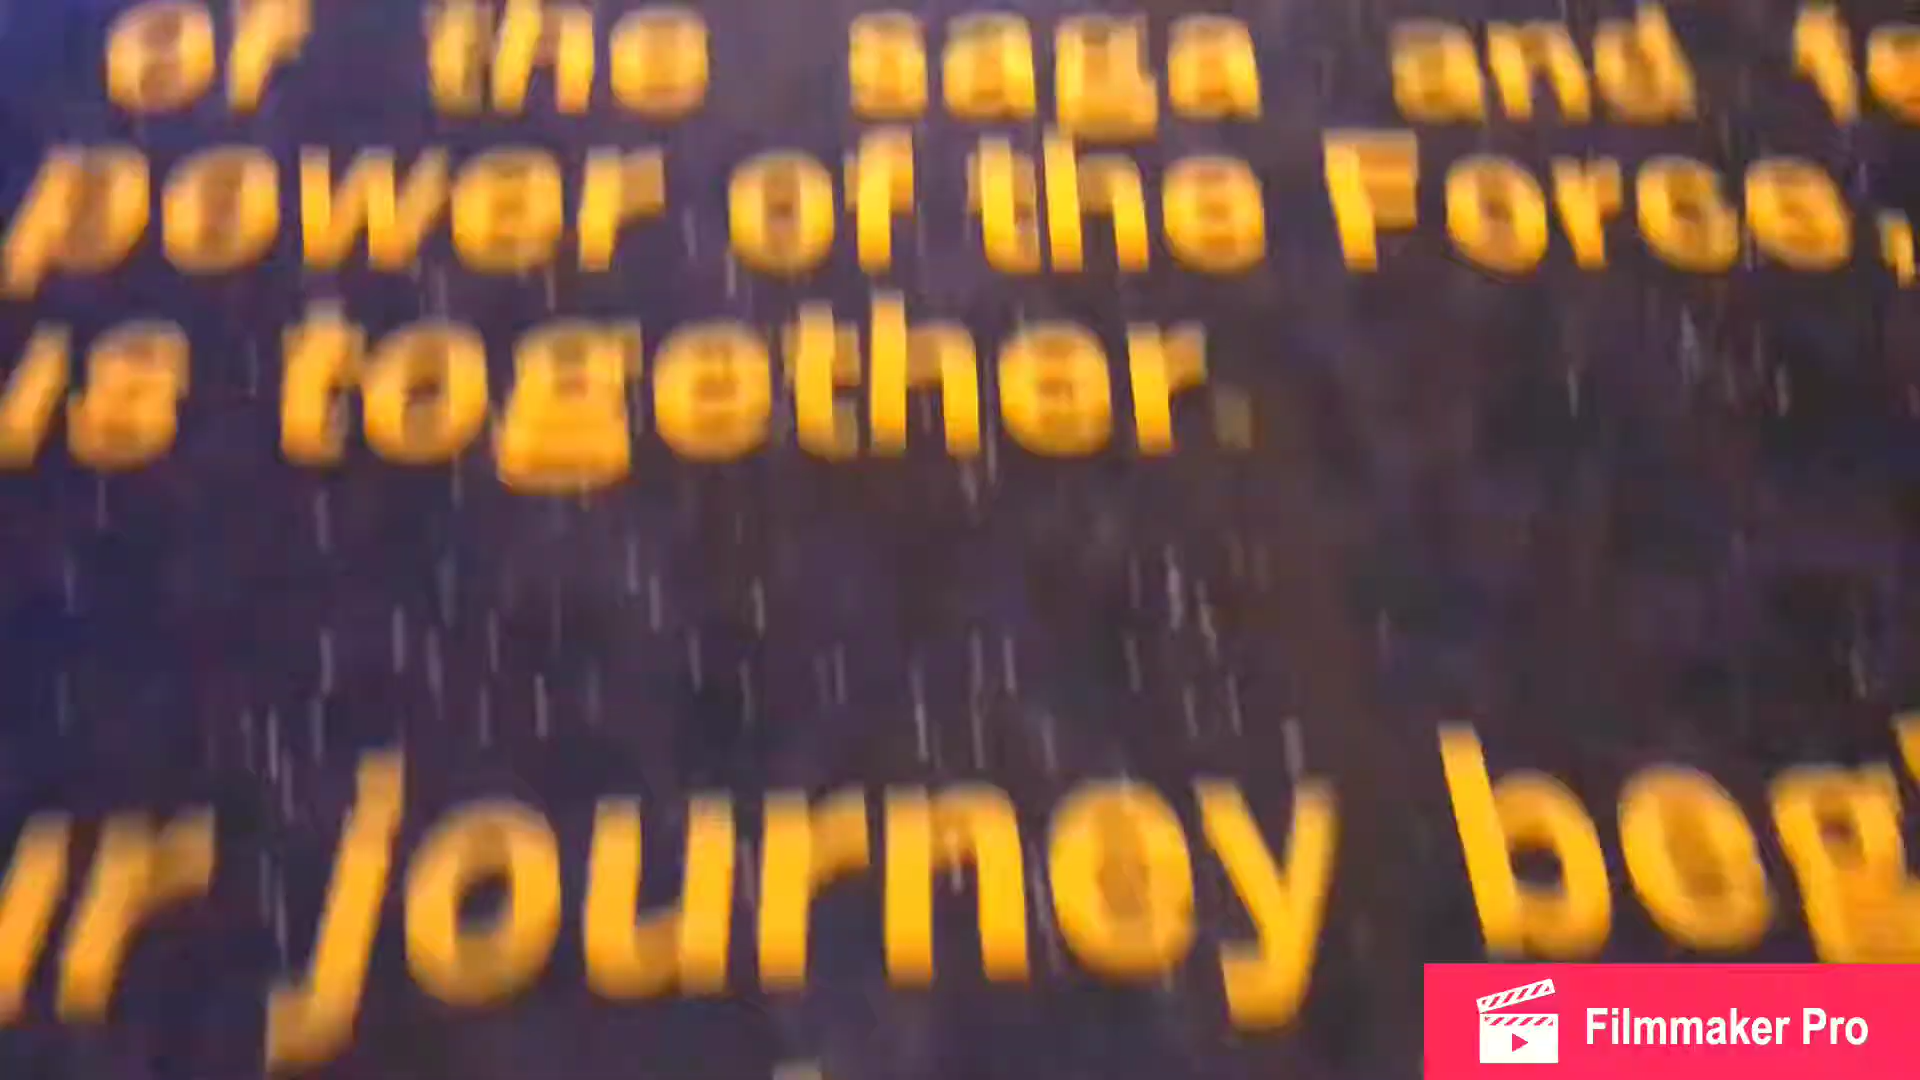 of the saga and
power of the Force,
together.
journey
Filmmaker Pro